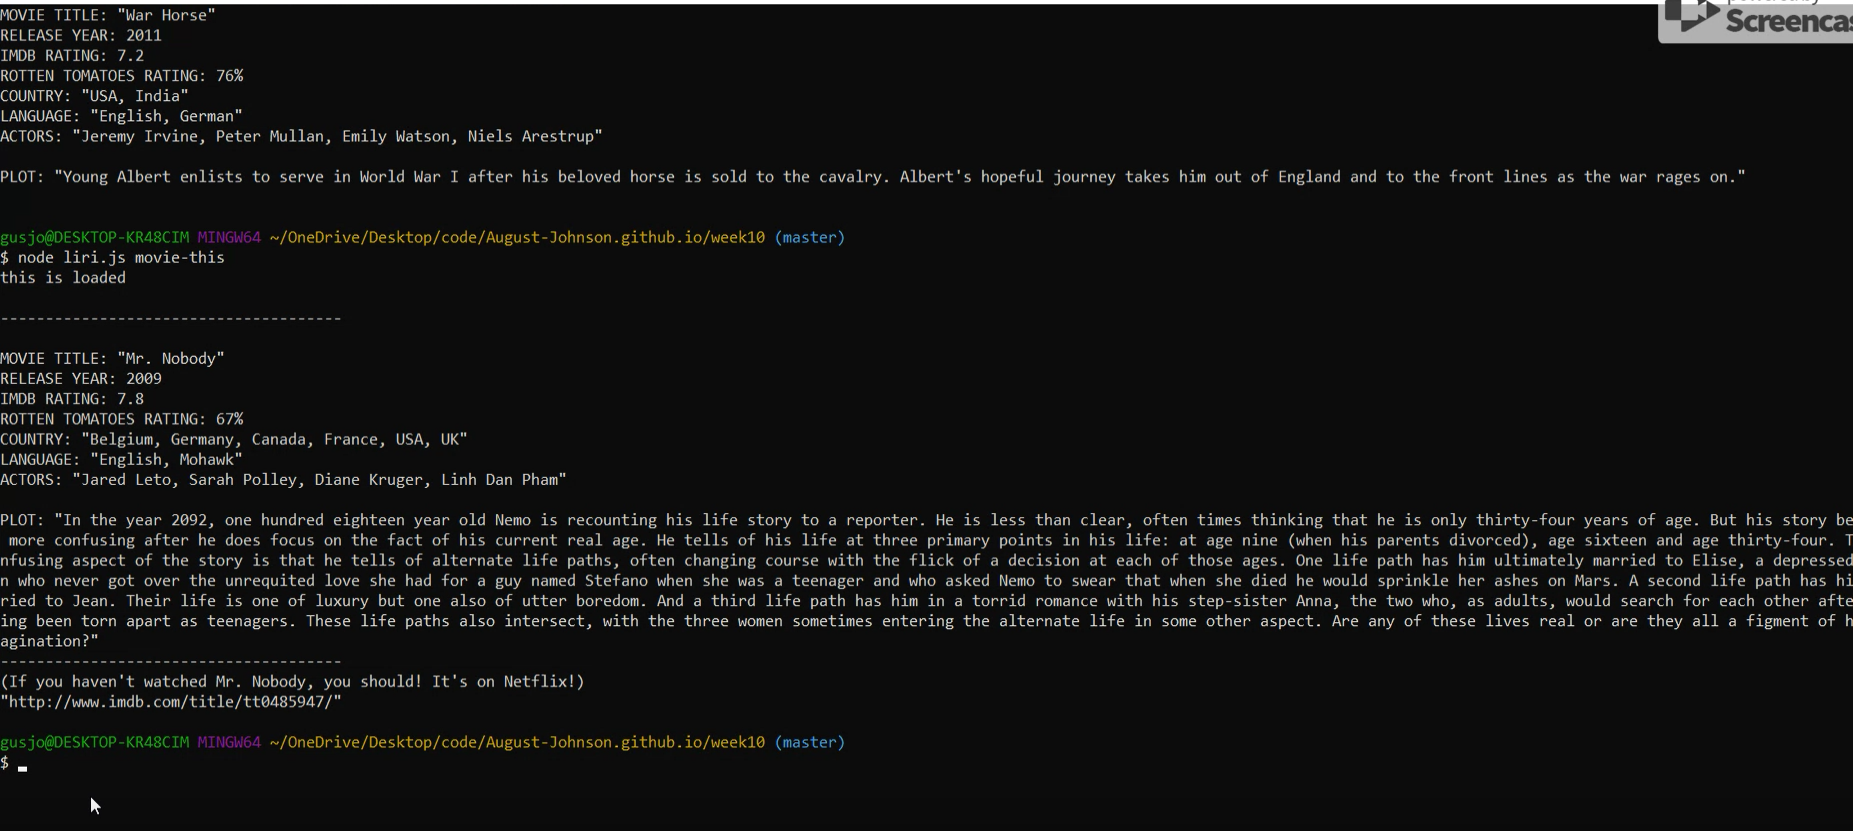 MOVIE TITLE: "War Horse"
RELEASE YEAR: 2011
IMDB RATING: 7.2
ROTTEN TOMATOES RATING: 76%
COUNTRY: "USA, India"
LANGUAGE: "English, German"
ACTORS: "Jeremy Irvine, Peter Mullan, Emily Watson, Niels Arestrup"
PLOT: "Young Albert enlists to serve in World War I after his beloved horse is sold to the cavalry. Albert's hopeful journey takes him out of England and to the front lines as the war rages on."
gusjo@DESKTOP-KR48CIM MINGW64 ~/OneDrive/Desktop/code/August-Johnson.github.io/week10 (master)
$ node liri.js movie-this
this is loaded
--------------------------------------
MOVIE TITLE: "Mr. Nobody"
RELEASE YEAR: 2009
IMDB RATING: 7.8
ROTTEN TOMATOES RATING: 67%
COUNTRY: "Belgium, Germany, Canada, France, USA, UK"
LANGUAGE: "English, Mohawk"
ACTORS: "Jared Leto, Sarah Polley, Diane Kruger, Linh Dan Pham"
PLOT: "In the year 2092, one hundred eighteen year old Nemo is recounting his life story to a reporter. He is less than clear, often times thinking that he is only thirty-four years of age. But his story be
more confusing after he does focus on the fact of his current real age. He tells of his life at three primary points in his life: at age nine (when his parents divorced), age sixteen and age thirty-four. T
nfusing aspect of the story is that he tells of alternate life paths, often changing course with the flick of a decision at each of those ages. One life path has him ultimately married to Elise, a depressed
n who never got over the unrequited love she had for a guy named Stefano when she was a teenager and who asked Nemo to swear that when she died he would sprinkle her ashes on Mars. A second life path has hi
ried to Jean. Their life is one of luxury but one also of utter boredom. And a third life path has him in a torrid romance with his step-sister Anna, the two who, as adults, would search for each other afte
ing been torn apart as teenagers. These life paths also intersect, with the three women sometimes entering the alternate life in some other aspect. Are any of these lives real or are they all a figment of h
agination?"
--------------------------------------
(If you haven't watched Mr. Nobody, you should! It's on Netflix!)
"http://www.imdb.com/title/tt0485947/"
gusjo@DESKTOP-KR48CIM MINGW64 ~/OneDrive/Desktop/code/August-Johnson.github.io/week10 (master)
$
Screencas